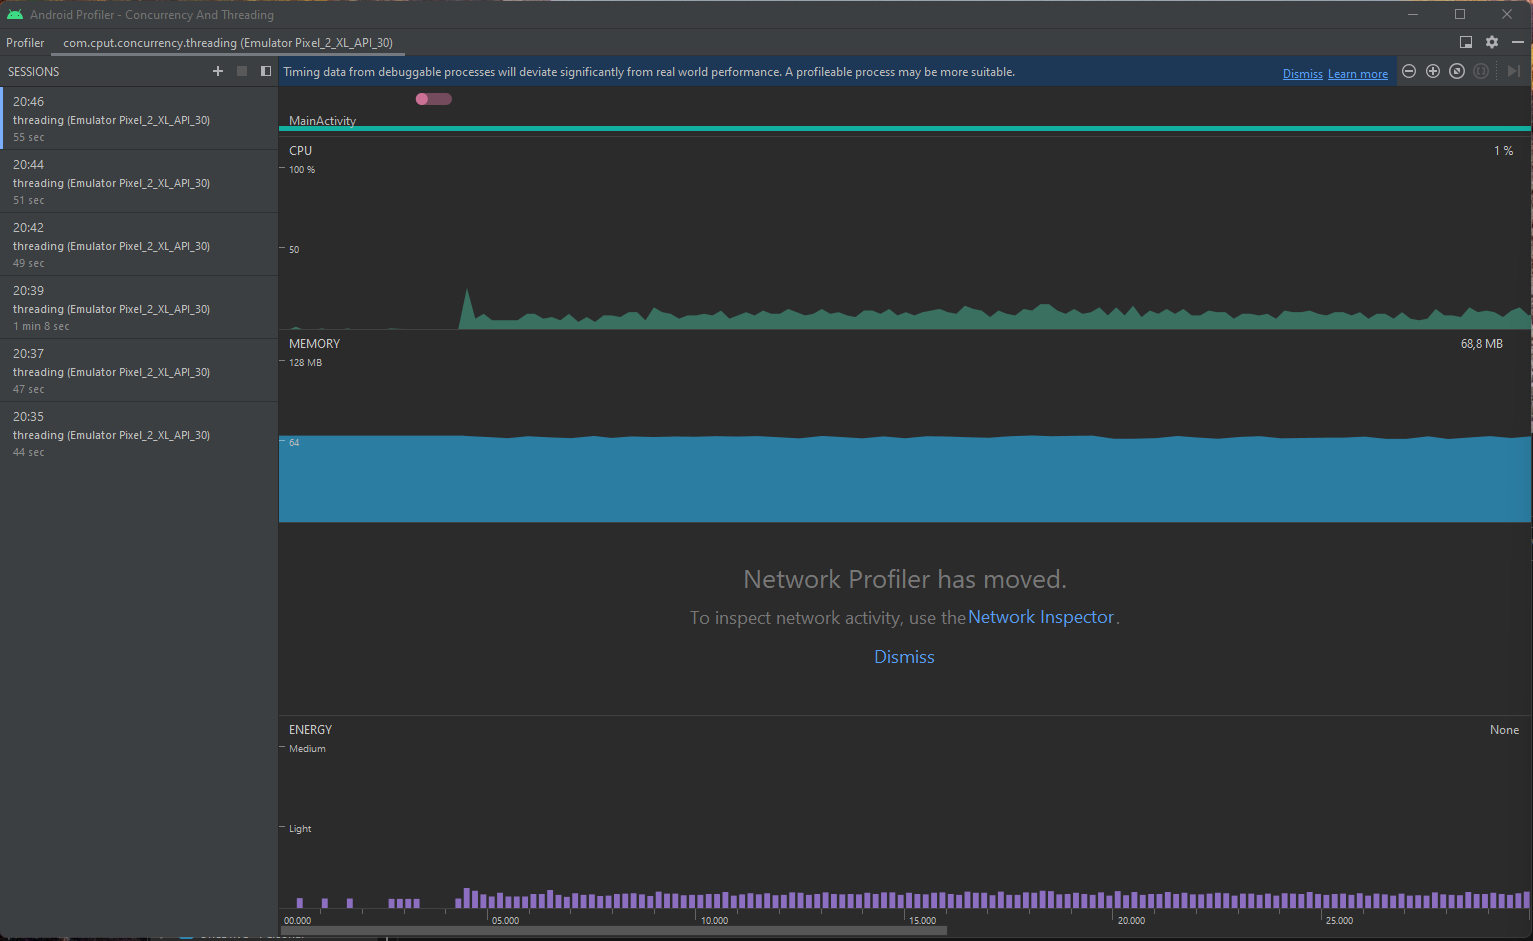 Android Profiler - Concurrency And Threading
Profiler com.cput.concurrency.threading (Emulator Pixel_2_XL_API_30)
SESSIONS
Timing data from debuggable processes will deviate significantly from real world performance. A profileable process may be more suitable. Dismiss Learn more
20:46
threading (Emulator Pixel_2_XL_API_30)
55 sec
20:44
threading (Emulator Pixel_2_XL_API_30)
51 sec
20:42
threading (Emulator Pixel_2_XL_API_30)
49 sec
20:39
threading (Emulator Pixel_2_XL_API_30)
1 min 8 sec
20:37
threading (Emulator Pixel_2_XL_API_30)
47 sec
20:35
threading (Emulator Pixel_2_XL_API_30)
44 sec
MainActivity
CPU 1 %
100 %
50
MEMORY 68,8 MB
128 MB
64
Network Profiler has moved.
To inspect network activity, use the Network Inspector.
Dismiss
ENERGY None
Medium
Light
00.000 05.000 10.000 15.000 20.000 25.000